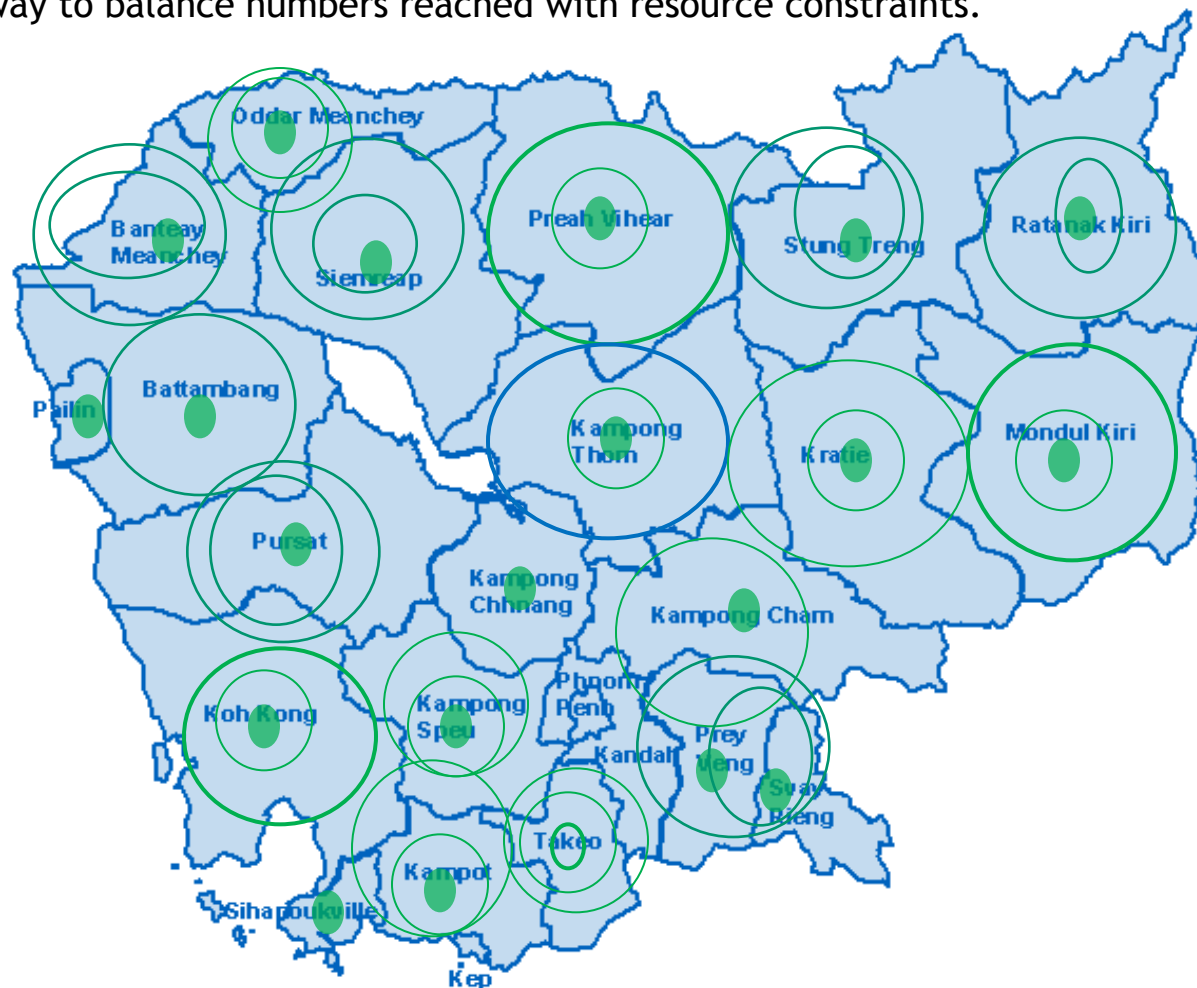 way to balance numbers reached with resource constraints.
Oddar Meanchey
Banteay
Meanchey
Siemreap
Preah Vihear
Stung Treng
Ratanak Kiri
Battambang
Pailin
Kampong
Thom
Kratie
Mondul Kiri
Pursat
Kampong
Chhnang
Kampong Cham
Koh Kong
Kampong
Speu
Phnom
Penh
Kandal
Prey
Veng
Svay
Rieng
Takeo
Kampot
Sihanoukville
Kep